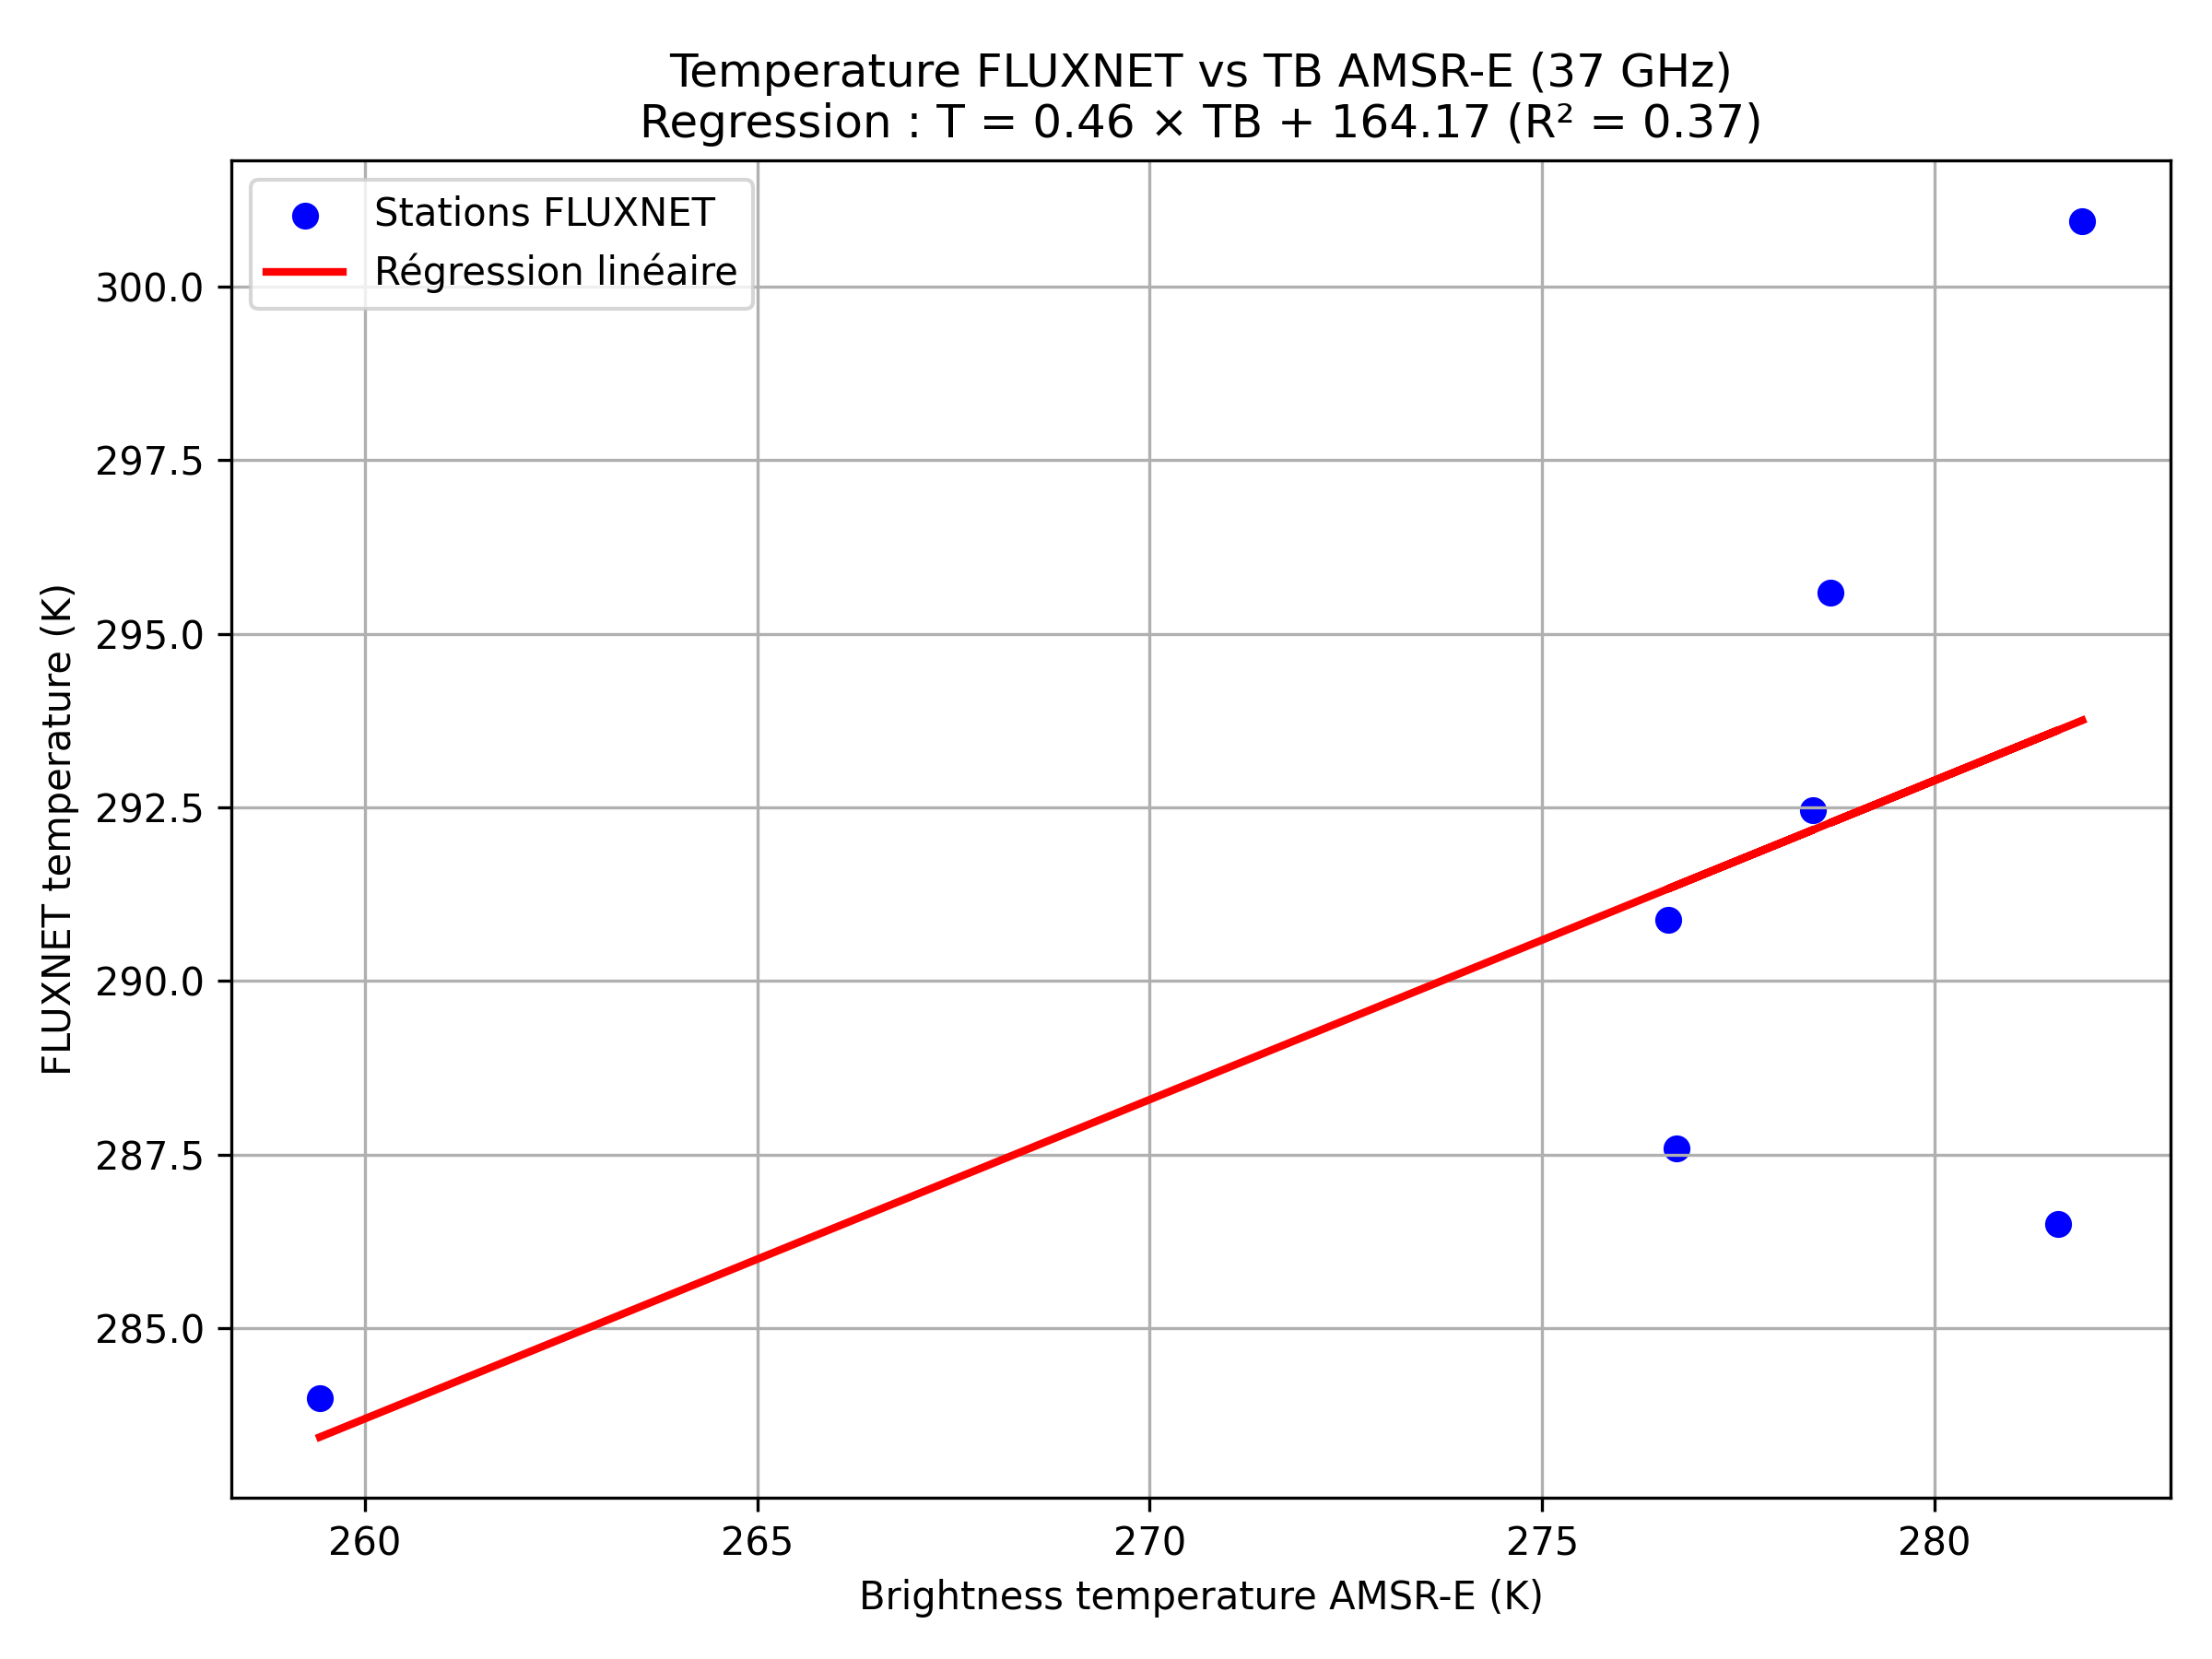 Temperature FLUXNET vs TB AMSR-E (37 GHz)
Regression : T = 0.46 × TB + 164.17 (R² = 0.37)
Stations FLUXNET
Régression linéaire
300.0
297.5
295.0
292.5
290.0
287.5
285.0
FLUXNET temperature (K)
260 265 270 275 280
Brightness temperature AMSR-E (K)